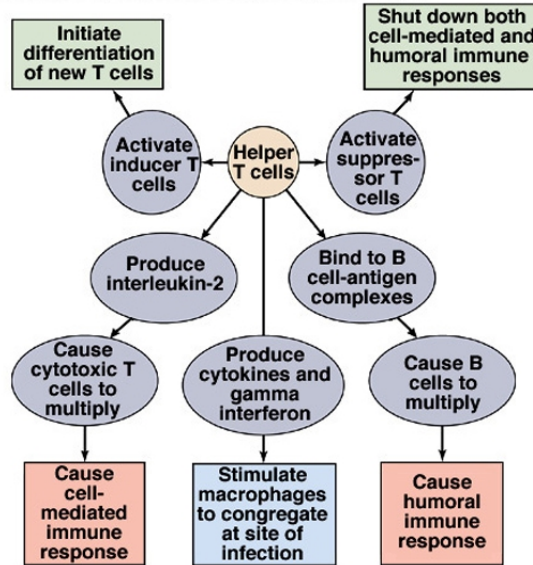 Initiate
differentiation
of new T cells
Shut down both
cell-mediated and
humoral immune
responses
Activate
inducer T
cells
Helper
T cells
Activate
suppres-
sor T
cells
Produce
interleukin-2
Bind to B
cell-antigen
complexes
Cause
cytotoxic T
cells to
multiply
Produce
cytokines and
gamma
interferon
Cause B
cells to
multiply
Cause
cell-
mediated
immune
response
Stimulate
macrophages
to congregate
at site of
infection
Cause
humoral
immune
response